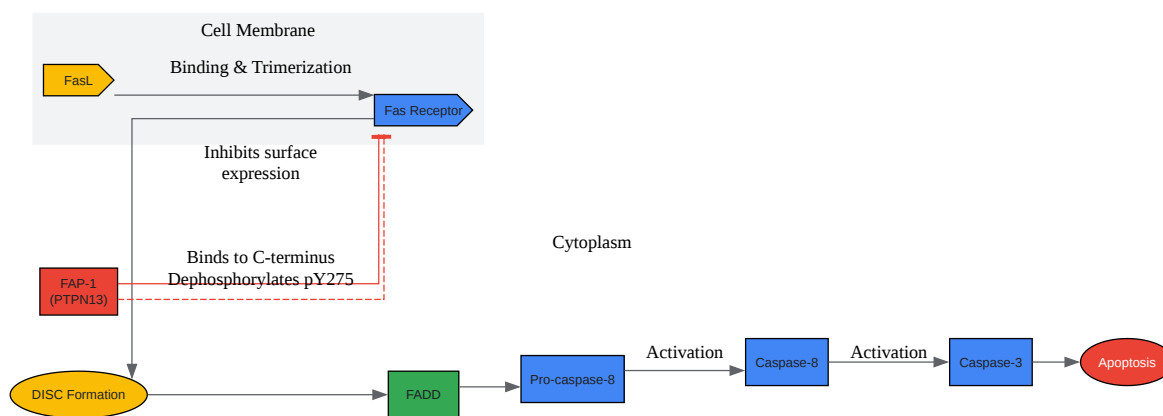 Cell Membrane
Binding & Trimerization
FasL
Fas Receptor
Inhibits surface
expression
Cytoplasm
Binds to C-terminus
Dephosphorylates pY275
FAP-1
(PTPN13)
Activation
Activation
Pro-caspase-8
Caspase-8
Caspase-3
Apoptosis
DISC Formation
FADD